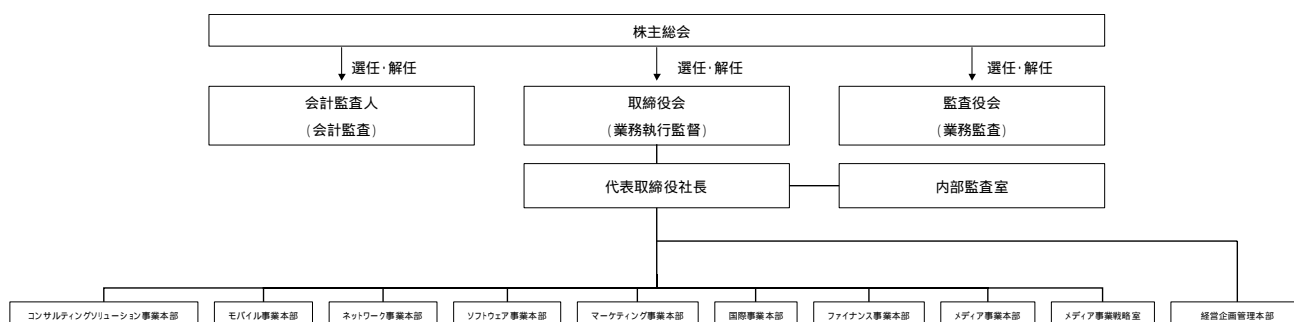 株主総会
選任･解任
選任･解任
選任･解任
会計監査人
(会計監査)
取締役会
(業務執行監督)
監査役会
(業務監査)
代表取締役社長
内部監査室
コンサルティングソリューション事業本部
モバイル事業本部
ネットワーク事業本部
ソフトウェア事業本部
マーケティング事業本部
国際事業本部
ファイナンス事業本部
メディア事業本部
メディア事業戦略室
経営企画管理本部